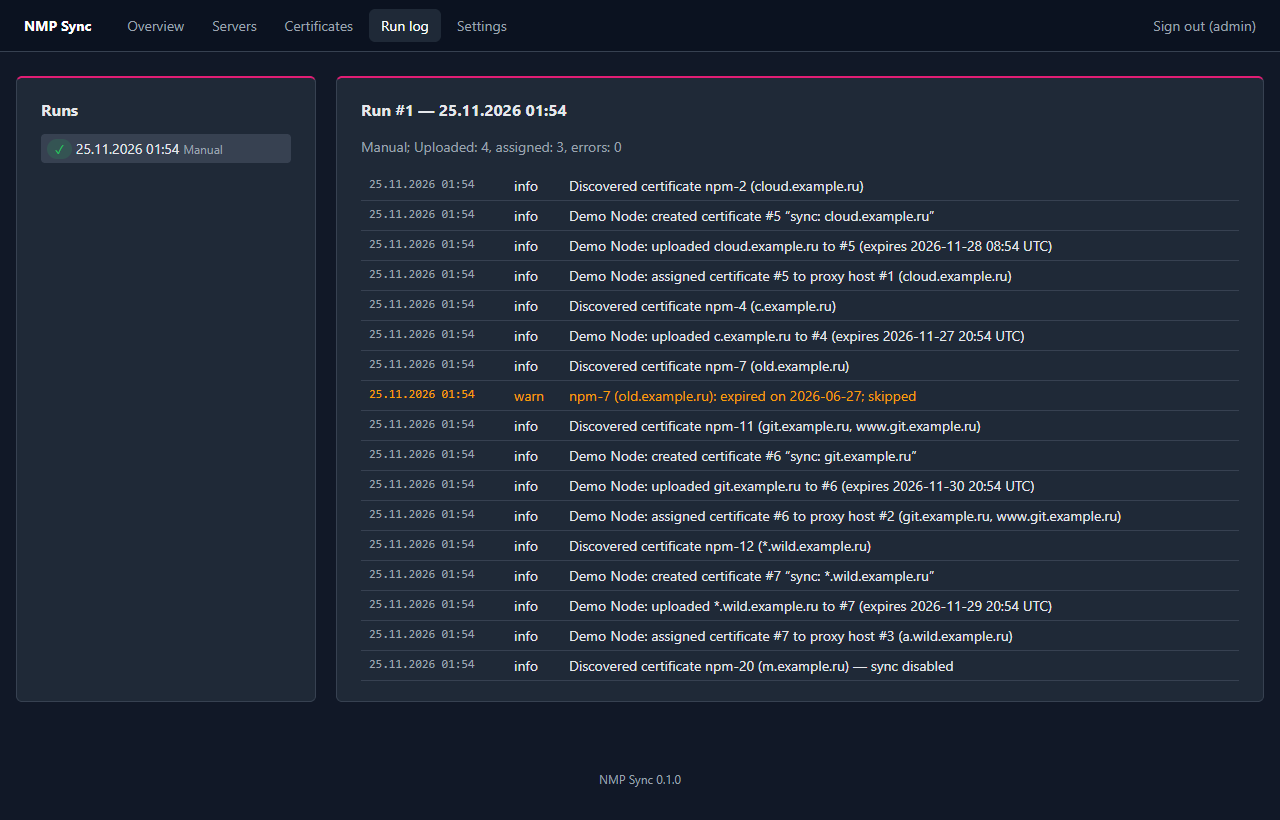 NMP Sync Overview Servers Certificates Run log Settings Sign out (admin)
Runs
✓ 25.11.2026 01:54 Manual
Run #1 — 25.11.2026 01:54
Manual; Uploaded: 4, assigned: 3, errors: 0
25.11.2026 01:54 info Discovered certificate npm-2 (cloud.example.ru)
25.11.2026 01:54 info Demo Node: created certificate #5 “sync: cloud.example.ru”
25.11.2026 01:54 info Demo Node: uploaded cloud.example.ru to #5 (expires 2026-11-28 08:54 UTC)
25.11.2026 01:54 info Demo Node: assigned certificate #5 to proxy host #1 (cloud.example.ru)
25.11.2026 01:54 info Discovered certificate npm-4 (c.example.ru)
25.11.2026 01:54 info Demo Node: uploaded c.example.ru to #4 (expires 2026-11-27 20:54 UTC)
25.11.2026 01:54 info Discovered certificate npm-7 (old.example.ru)
25.11.2026 01:54 warn npm-7 (old.example.ru): expired on 2026-06-27; skipped
25.11.2026 01:54 info Discovered certificate npm-11 (git.example.ru, www.git.example.ru)
25.11.2026 01:54 info Demo Node: created certificate #6 “sync: git.example.ru”
25.11.2026 01:54 info Demo Node: uploaded git.example.ru to #6 (expires 2026-11-30 20:54 UTC)
25.11.2026 01:54 info Demo Node: assigned certificate #6 to proxy host #2 (git.example.ru, www.git.example.ru)
25.11.2026 01:54 info Discovered certificate npm-12 (*.wild.example.ru)
25.11.2026 01:54 info Demo Node: created certificate #7 “sync: *.wild.example.ru”
25.11.2026 01:54 info Demo Node: uploaded *.wild.example.ru to #7 (expires 2026-11-29 20:54 UTC)
25.11.2026 01:54 info Demo Node: assigned certificate #7 to proxy host #3 (a.wild.example.ru)
25.11.2026 01:54 info Discovered certificate npm-20 (m.example.ru) — sync disabled
NMP Sync 0.1.0